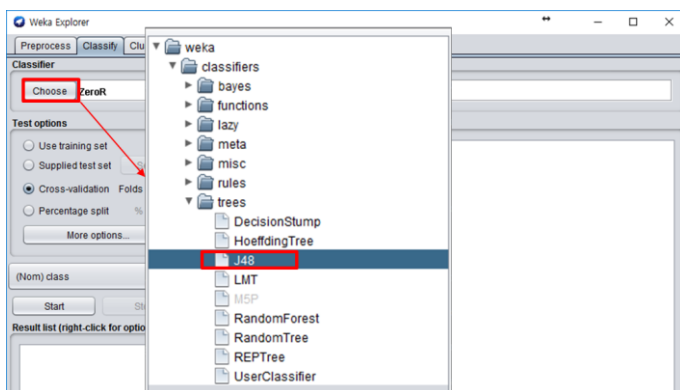 Weka Explorer
Preprocess Classify Clu
Classifier
Choose ZeroR
Test options
Use training set
Supplied test set
Cross-validation Folds
Percentage split %
More options...
(Nom) class
Start
Result list (right-click for optio
weka
classifiers
bayes
functions
lazy
meta
misc
rules
trees
DecisionStump
HoeffdingTree
J48
LMT
M5P
RandomForest
RandomTree
REPTree
UserClassifier